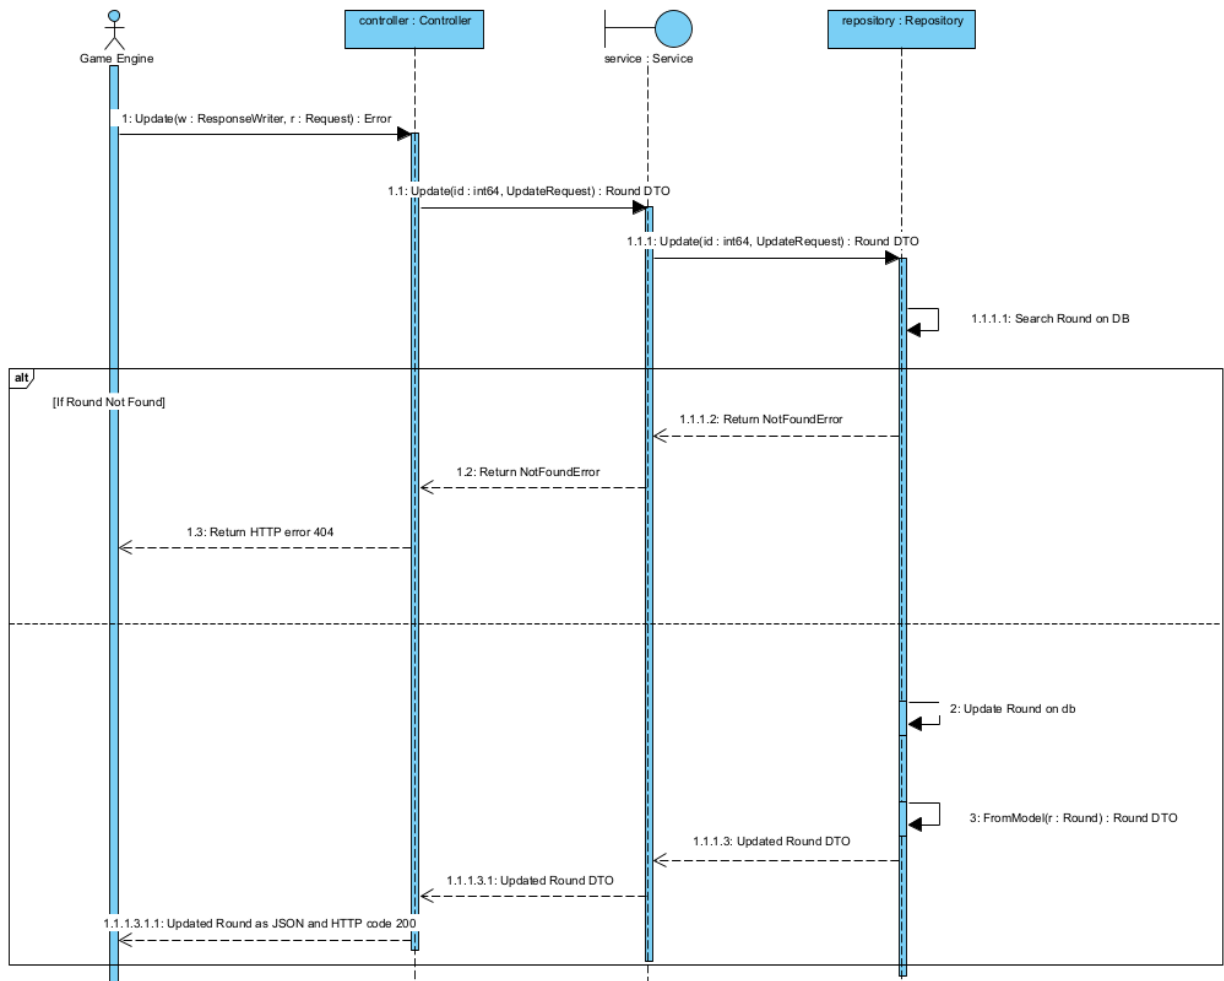 controller : Controller
repository : Repository
Game Engine
service : Service
1: Update(w : ResponseWriter, r : Request) : Error
1.1: Update(id : int64, UpdateRequest) : Round DTO
1.1.1: Update(id : int64, UpdateRequest) : Round DTO
1.1.1.1: Search Round on DB
alt
[If Round Not Found]
1.1.1.2: Return NotFoundError
1.2: Return NotFoundError
1.3: Return HTTP error 404
2: Update Round on db
3: FromModel(r : Round) : Round DTO
1.1.1.3: Updated Round DTO
1.1.1.3.1: Updated Round DTO
1.1.1.3.1.1: Updated Round as JSON and HTTP code 200